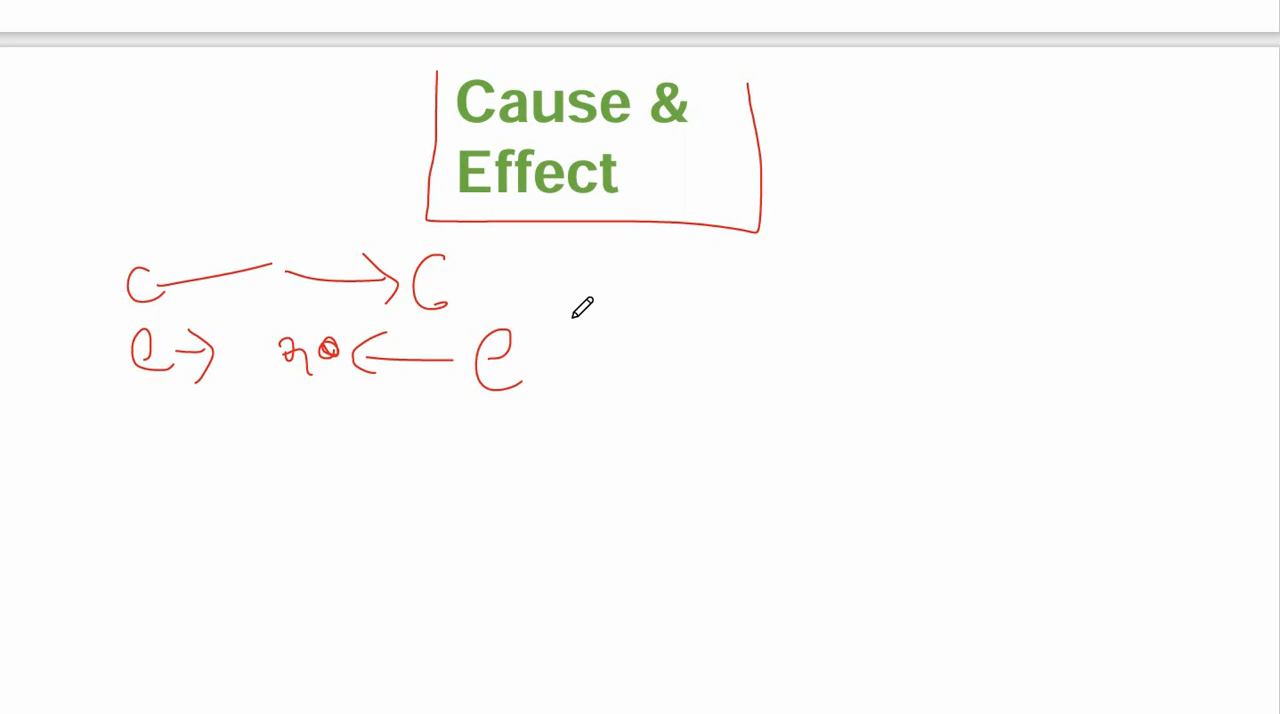 Cause &
Effect
C → C
e → ← e